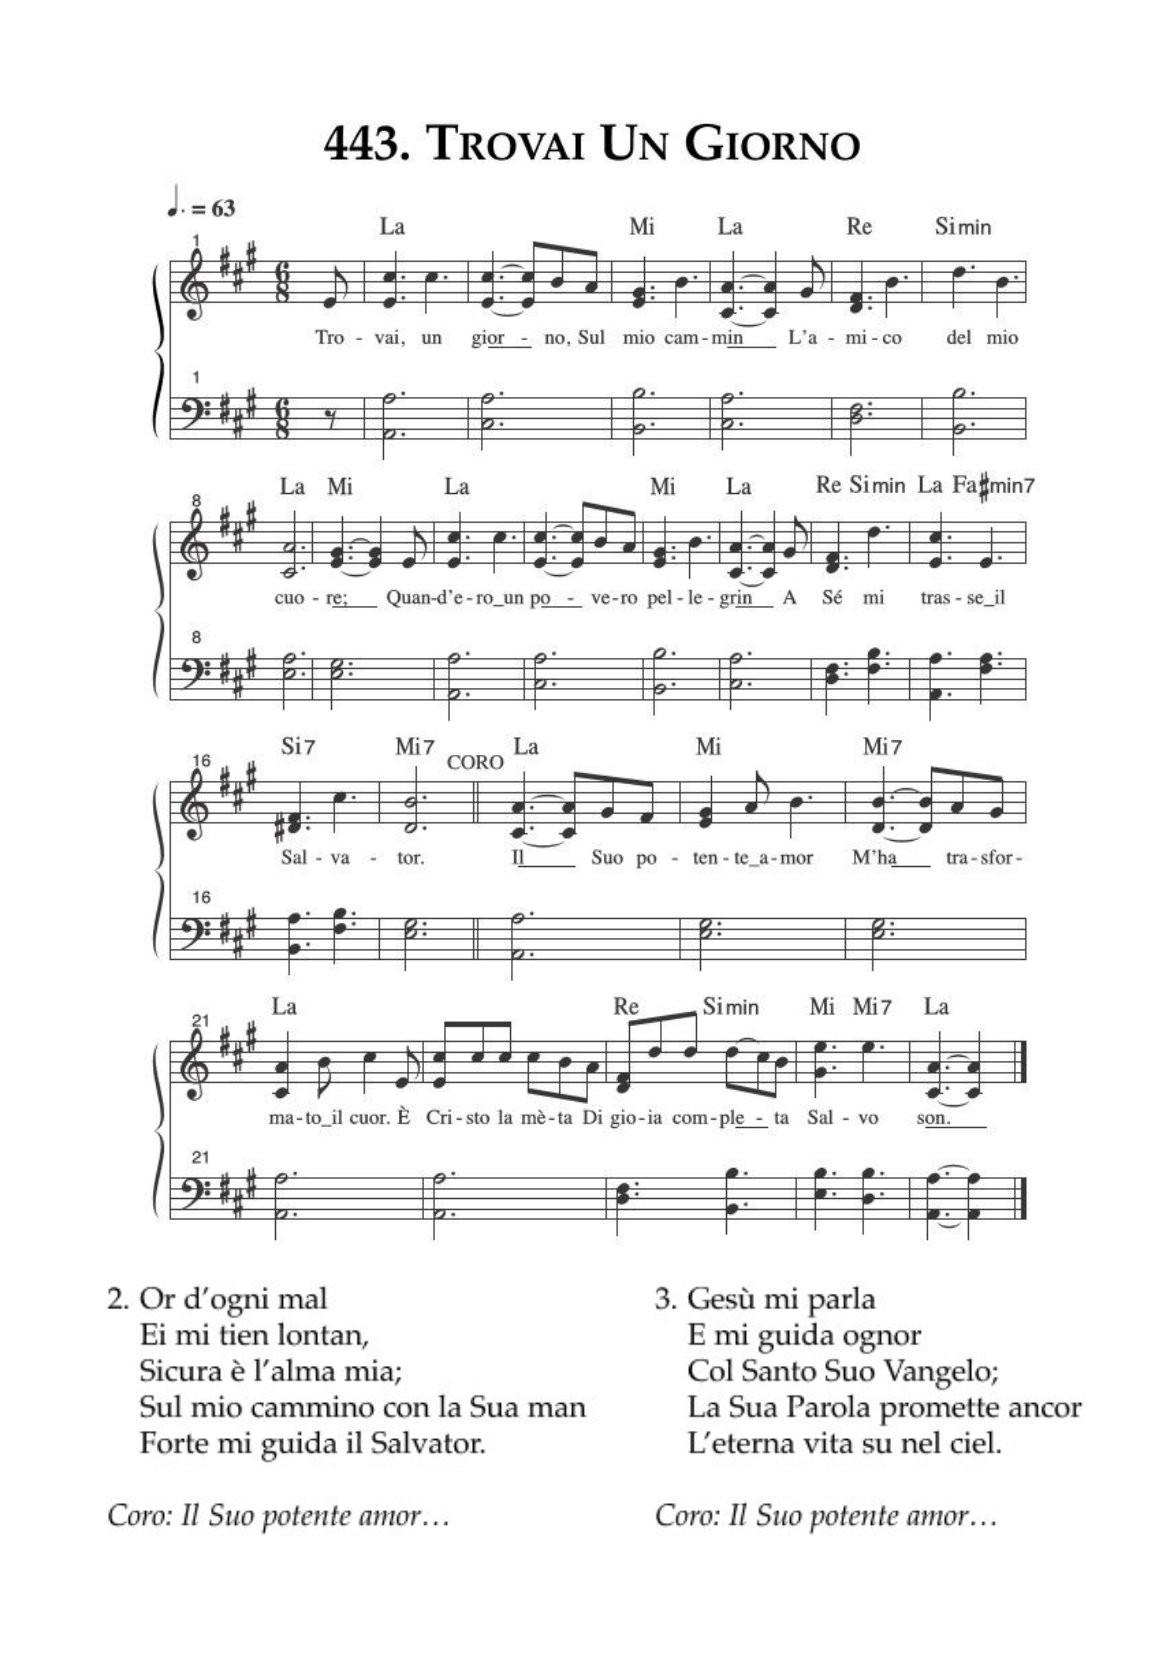 443. TROVAI UN GIORNO
♩. = 63
La Mi La Re Simin
1
6 8
Tro - vai, un gior - no, Sul mio cam - min L'a - mi - co del mio
1
6 8
La Mi La Mi La Re Simin La Fa♯min7
8
cuo - re; Quan-d'e-ro_un po - ve-ro pel-le-grin A Sé mi tras - se_il
8
Si7 Mi7 CORO La Mi Mi7
16
Sal - va - tor. Il Suo po - ten - te_a-mor M'ha tra-sfor-
16
La Re Simin Mi Mi7 La
21
ma-to_il cuor. È Cri-sto la mè-ta Di gio-ia com-ple - ta Sal - vo son.
21
2. Or d'ogni mal
Ei mi tien lontan,
Sicura è l'alma mia;
Sul mio cammino con la Sua man
Forte mi guida il Salvator.
Coro: Il Suo potente amor…
3. Gesù mi parla
E mi guida ognor
Col Santo Suo Vangelo;
La Sua Parola promette ancor
L'eterna vita su nel ciel.
Coro: Il Suo potente amor…